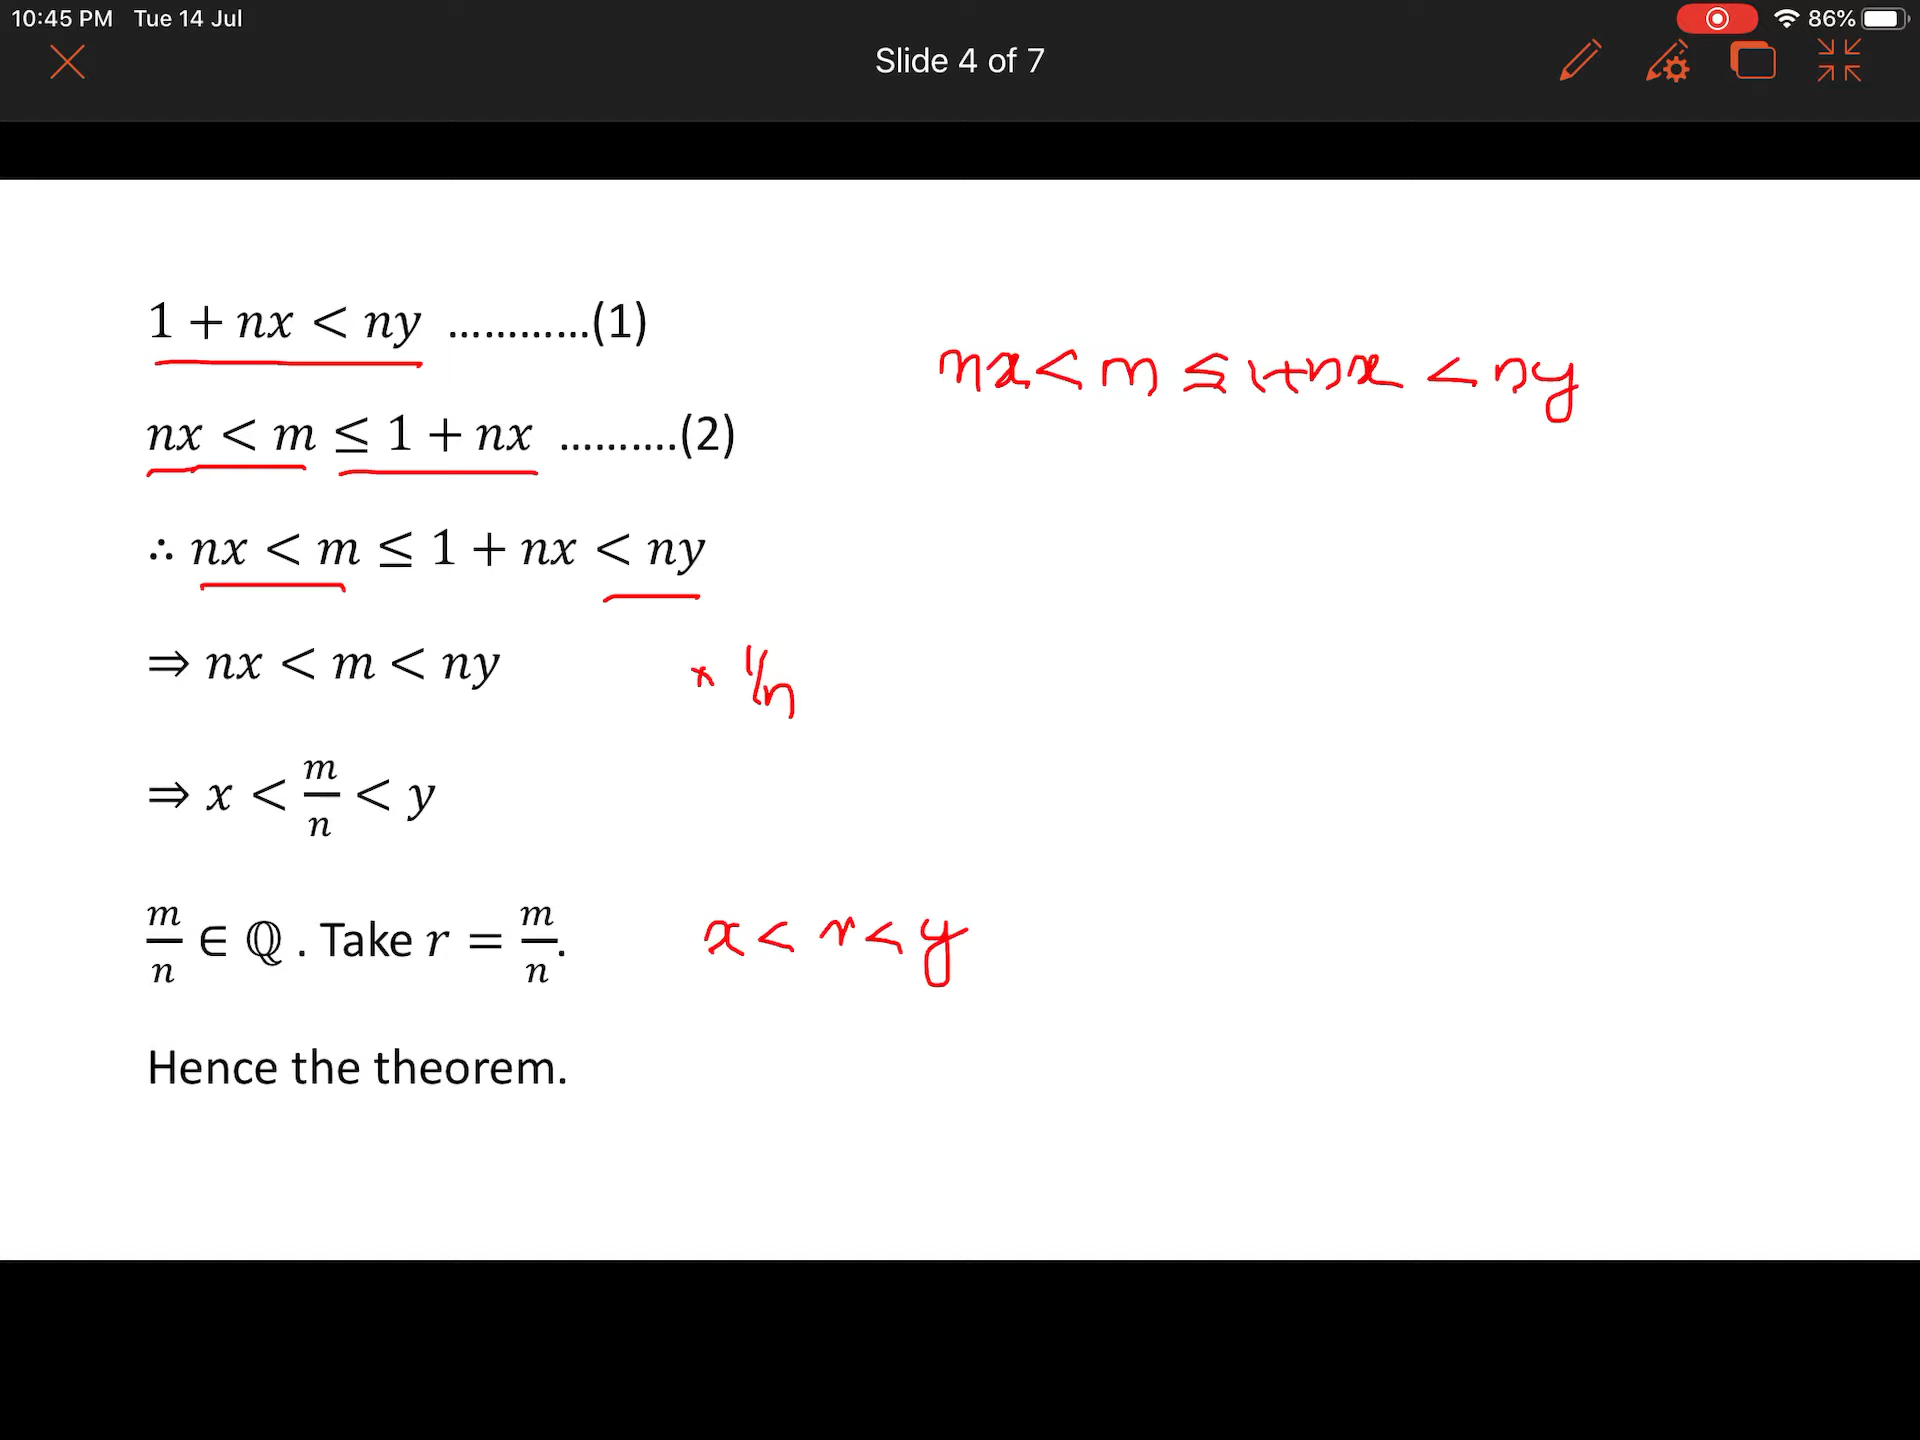 10:45 PM Tue 14 Jul
86%
Slide 4 of 7
1 + nx < ny ............(1)
nx < m ≤ 1+nx < ny
nx < m ≤ 1 + nx ..........(2)
∴ nx < m ≤ 1 + nx < ny
⇒ nx < m < ny × 1/n
⇒ x < m/n < y
m/n ∈ ℚ . Take r = m/n. x < r < y
Hence the theorem.